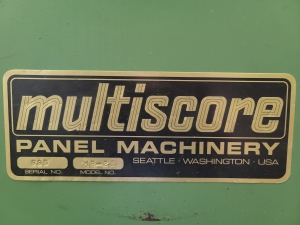 multiscore
PANEL MACHINERY
SEATTLE · WASHINGTON · USA
SERIAL NO. MODEL NO.